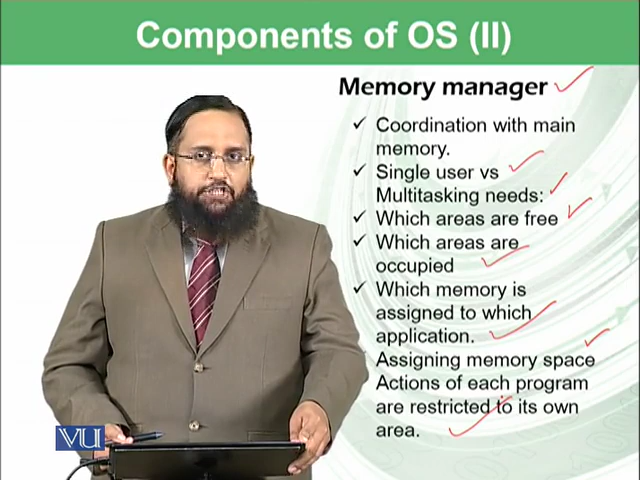 Components of OS (II)
Memory manager
✓ Coordination with main
memory.
✓ Single user vs
Multitasking needs:
✓ Which areas are free
✓ Which areas are
occupied
✓ Which memory is
assigned to which
application.
Assigning memory space
Actions of each program
are restricted to its own
area.
VU